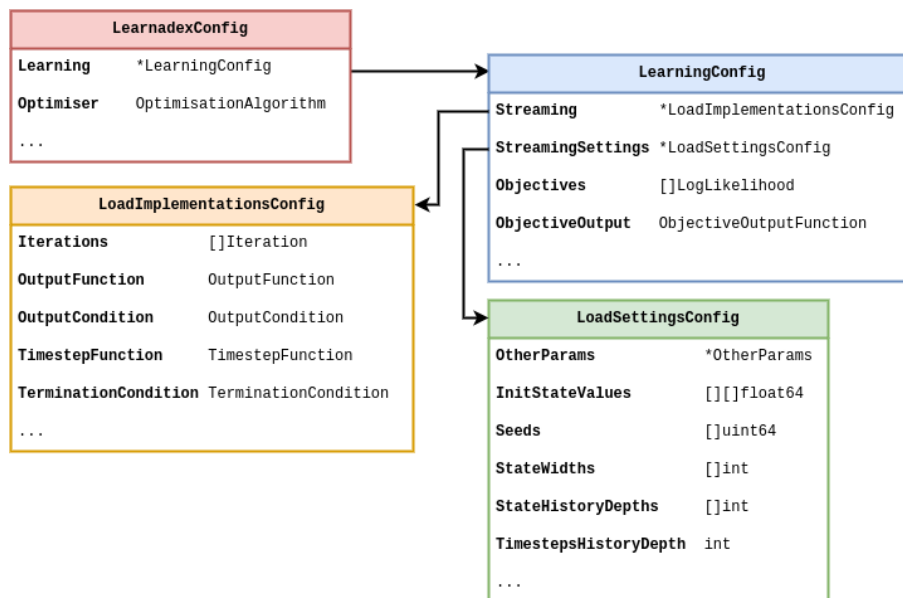 LearnadexConfig
Learning *LearningConfig
Optimiser OptimisationAlgorithm
...
LearningConfig
Streaming *LoadImplementationsConfig
StreamingSettings *LoadSettingsConfig
Objectives []LogLikelihood
ObjectiveOutput ObjectiveOutputFunction
...
LoadImplementationsConfig
Iterations []Iteration
OutputFunction OutputFunction
OutputCondition OutputCondition
TimestepFunction TimestepFunction
TerminationCondition TerminationCondition
...
LoadSettingsConfig
OtherParams *OtherParams
InitStateValues [][]float64
Seeds []uint64
StateWidths []int
StateHistoryDepths []int
TimestepsHistoryDepth int
...